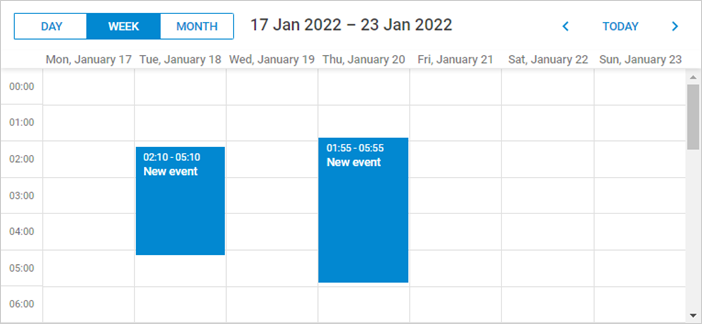 DAY WEEK MONTH 17 Jan 2022 – 23 Jan 2022 TODAY
Mon, January 17 Tue, January 18 Wed, January 19 Thu, January 20 Fri, January 21 Sat, January 22 Sun, January 23
00:00
01:00
01:55 - 05:55
02:10 - 05:10
02:00
New event
New event
03:00
04:00
05:00
06:00